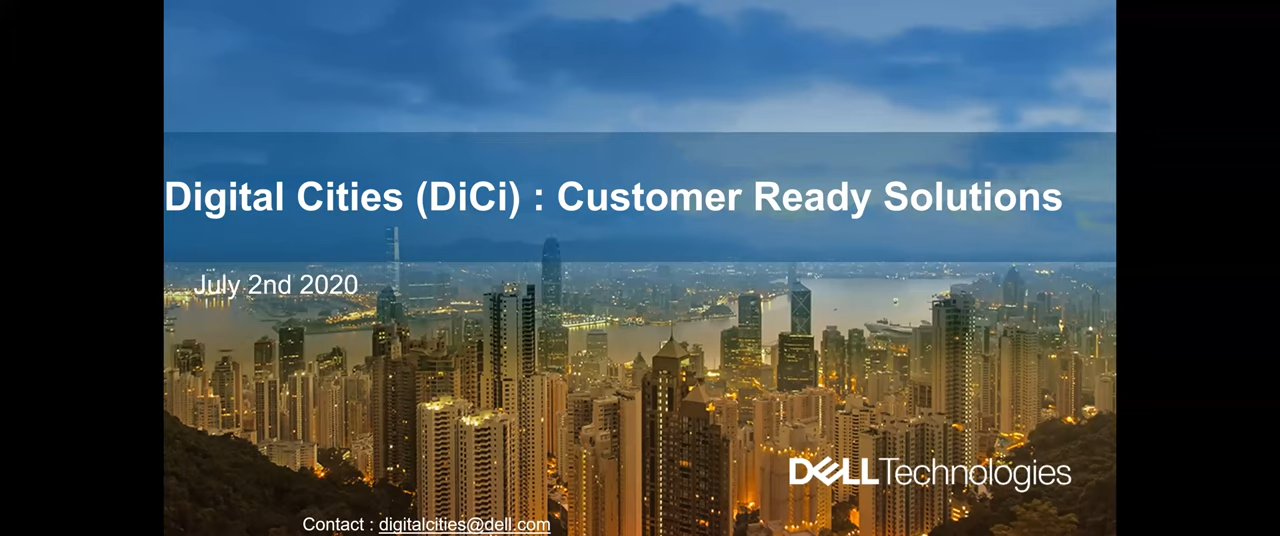 Digital Cities (DiCi) : Customer Ready Solutions
July 2nd 2020
DELL Technologies
Contact : digitalcities@dell.com